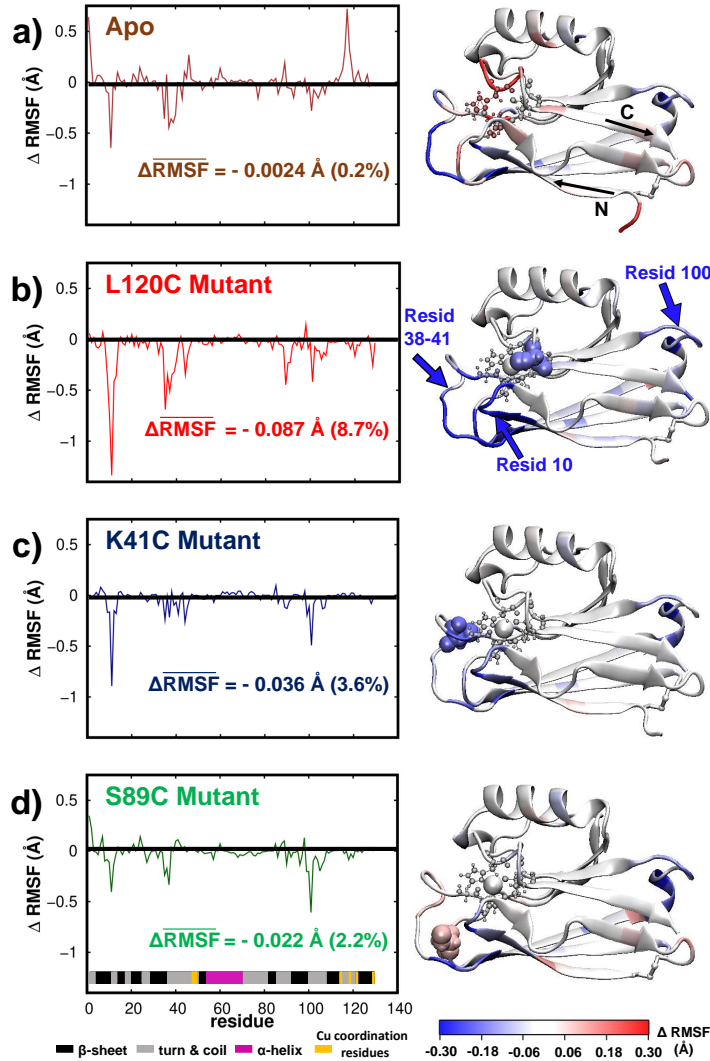 a)
Apo
Δ RMSF (Å)
0.5
0
−0.5
−1
ΔRMSF = - 0.0024 Å (0.2%)
C
N
b)
L120C Mutant
Δ RMSF (Å)
0.5
0
−0.5
−1
ΔRMSF = - 0.087 Å (8.7%)
Resid 100
Resid
38-41
Resid 10
c)
K41C Mutant
Δ RMSF (Å)
0.5
0
−0.5
−1
ΔRMSF = - 0.036 Å (3.6%)
d)
S89C Mutant
Δ RMSF (Å)
0.5
0
−0.5
−1
ΔRMSF = - 0.022 Å (2.2%)
0 20 40 60 80 100 120 140
residue
β-sheet turn & coil α-helix Cu coordination
residues
Δ RMSF
(Å)
-0.30 -0.18 -0.06 0.06 0.18 0.30